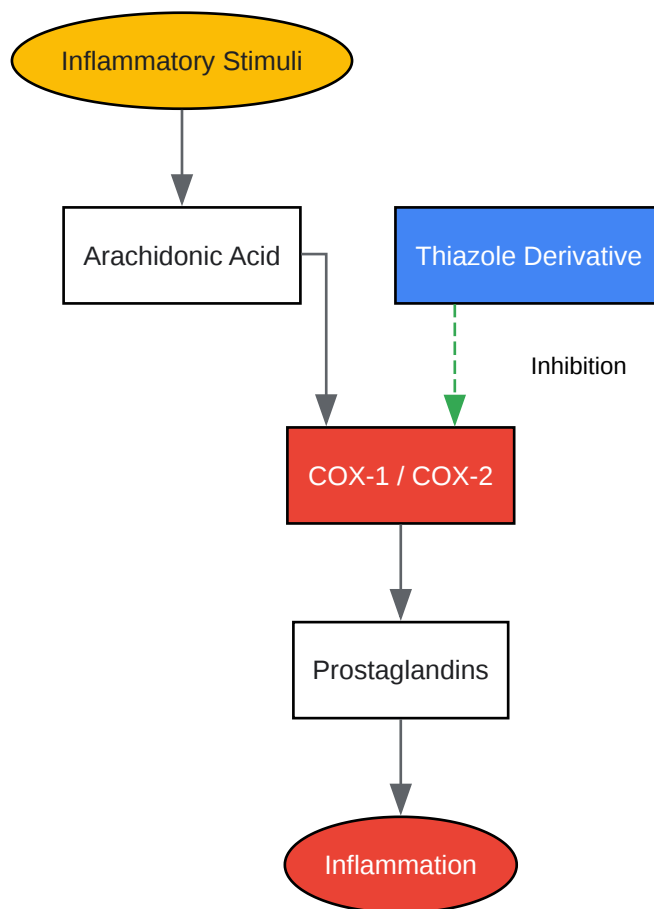 Inflammatory Stimuli
Arachidonic Acid
Thiazole Derivative
Inhibition
COX-1 / COX-2
Prostaglandins
Inflammation